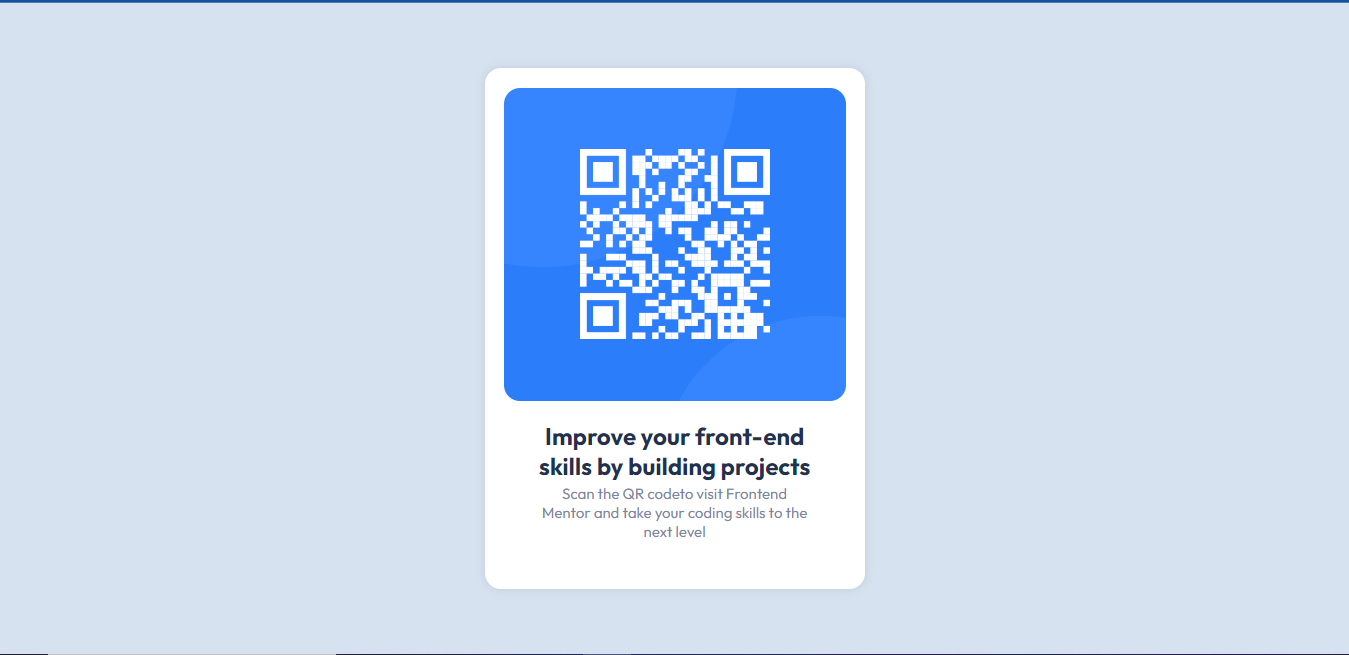 Improve your front-end
skills by building projects
Scan the QR codeto visit Frontend
Mentor and take your coding skills to the
next level